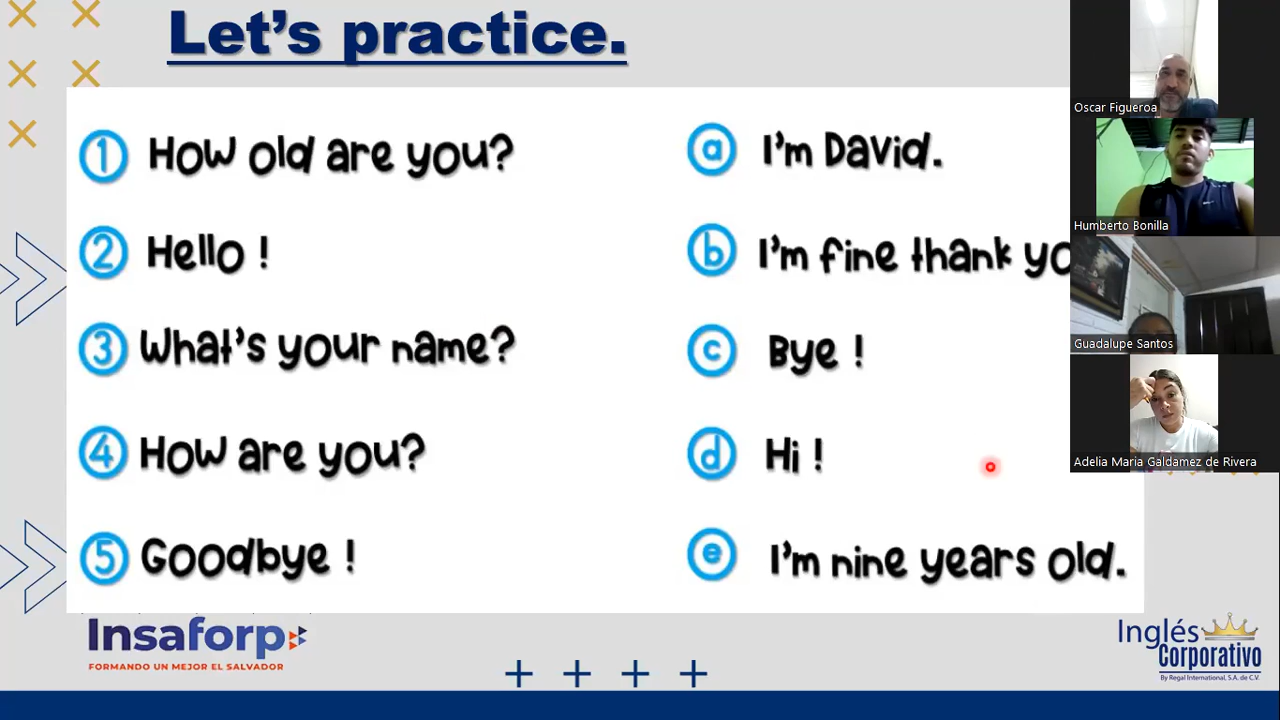 Let's practice.
1 How old are you?
2 Hello !
3 What's your name?
4 How are you?
5 Goodbye !
a I'm David.
b I'm fine thank yo
c Bye !
d Hi !
e I'm nine years old.
Oscar Figueroa
Humberto Bonilla
Guadalupe Santos
Adelia Maria Galdamez de Rivera
Insaforp
FORMANDO UN MEJOR EL SALVADOR
Inglés
Corporativo
By Regal International, S.A. de C.V.